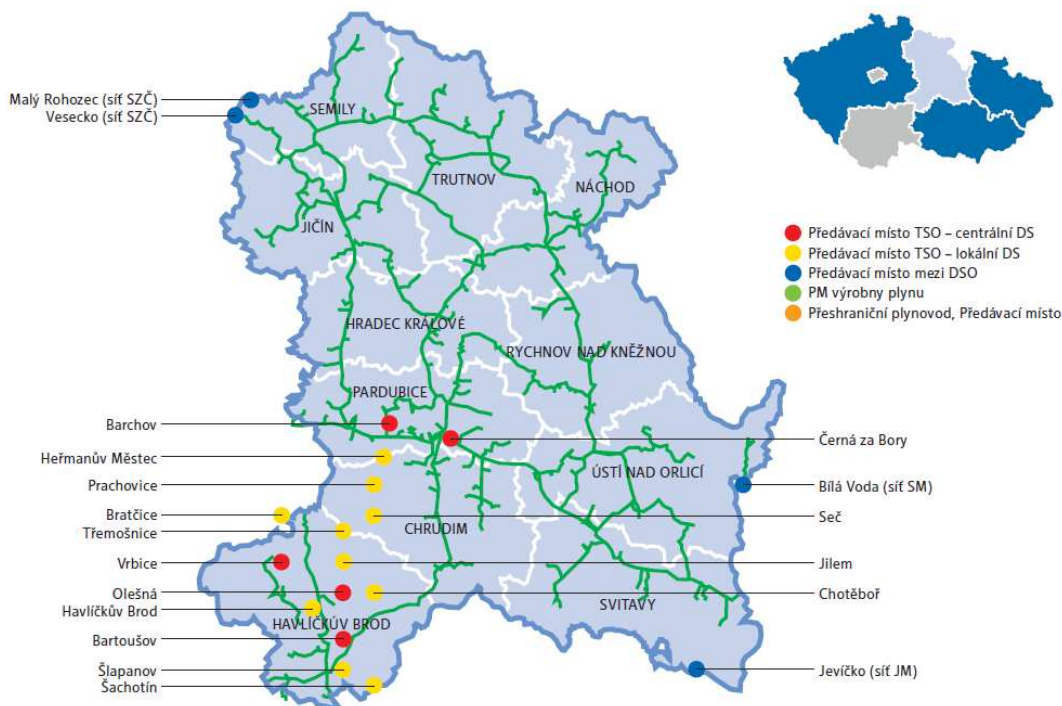 Malý Rohozec (síť SZČ)
Vesecko (síť SZČ)
SEMILY
TRUTNOV
NÁCHOD
JIČÍN
HRADEC KRÁLOVÉ
RYCHNOV NAD KNĚŽNOU
PARDUBICE
ÚSTÍ NAD ORLICÍ
CHRUDIM
SVITAVY
HAVLÍČKŮV BROD
Předávací místo TSO – centrální DS
Předávací místo TSO – lokální DS
Předávací místo mezi DSO
PM výrobny plynu
Přeshraniční plynovod, Předávací místo
Barchov
Heřmanův Městec
Prachovice
Bratčice
Třemošnice
Vrbice
Olešná
Havlíčkův Brod
Bartoušov
Šlapanov
Šachotín
Černá za Bory
Bílá Voda (síť SM)
Seč
Jilem
Chotěboř
Jevíčko (síť JM)